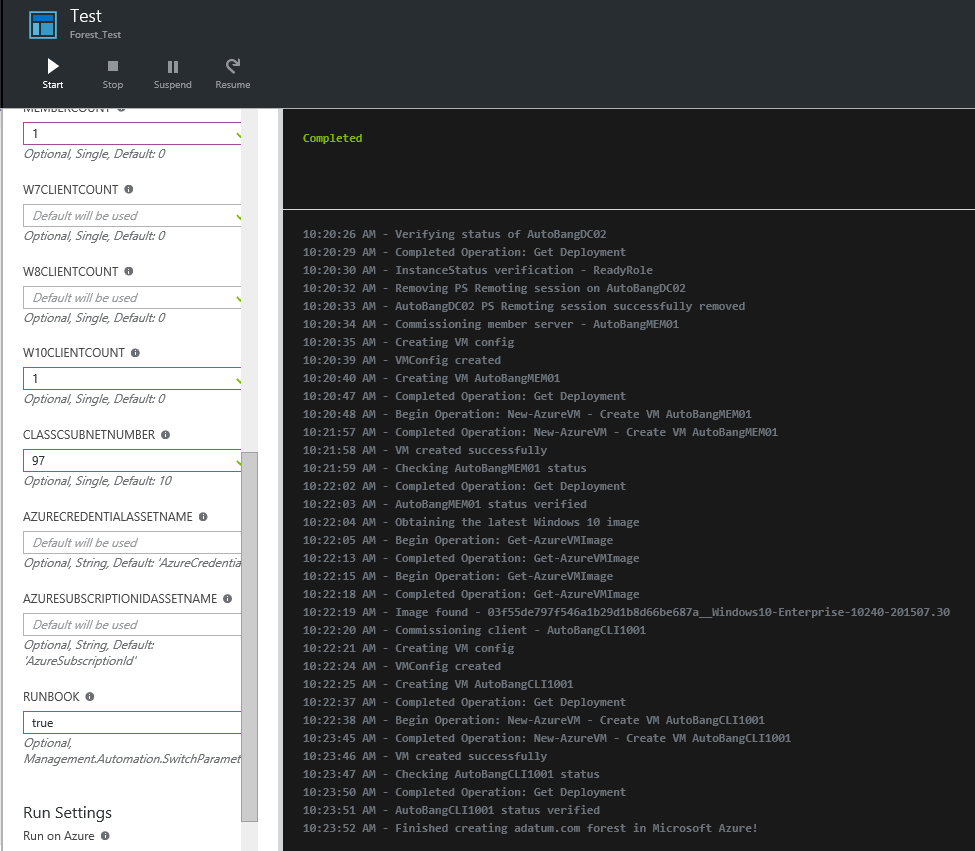 Test
Forest_Test
Start
Stop
Suspend
Resume
MEMBERCOUNT
1
Optional, Single, Default: 0
W7CLIENTCOUNT
Default will be used
Optional, Single, Default: 0
W8CLIENTCOUNT
Default will be used
Optional, Single, Default: 0
W10CLIENTCOUNT
1
Optional, Single, Default: 0
CLASSCSUBNETNUMBER
97
Optional, Single, Default: 10
AZURECREDENTIALASSETNAME
Default will be used
Optional, String, Default: 'AzureCredentia
AZURESUBSCRIPTIONIDASSETNAME
Default will be used
Optional, String, Default:
'AzureSubscriptionId'
RUNBOOK
true
Optional,
Management.Automation.SwitchParamet
Run Settings
Run on Azure
Completed
10:20:26 AM - Verifying status of AutoBangDC02
10:20:29 AM - Completed Operation: Get Deployment
10:20:30 AM - InstanceStatus verification - ReadyRole
10:20:32 AM - Removing PS Remoting session on AutoBangDC02
10:20:33 AM - AutoBangDC02 PS Remoting session successfully removed
10:20:34 AM - Commissioning member server - AutoBangMEM01
10:20:35 AM - Creating VM config
10:20:39 AM - VMConfig created
10:20:40 AM - Creating VM AutoBangMEM01
10:20:47 AM - Completed Operation: Get Deployment
10:20:48 AM - Begin Operation: New-AzureVM - Create VM AutoBangMEM01
10:21:57 AM - Completed Operation: New-AzureVM - Create VM AutoBangMEM01
10:21:58 AM - VM created successfully
10:21:59 AM - Checking AutoBangMEM01 status
10:22:02 AM - Completed Operation: Get Deployment
10:22:03 AM - AutoBangMEM01 status verified
10:22:04 AM - Obtaining the latest Windows 10 image
10:22:05 AM - Begin Operation: Get-AzureVMImage
10:22:13 AM - Completed Operation: Get-AzureVMImage
10:22:15 AM - Begin Operation: Get-AzureVMImage
10:22:18 AM - Completed Operation: Get-AzureVMImage
10:22:19 AM - Image found - 03f55de797f546a1b29d1b8d66be687a__Windows10-Enterprise-10240-201507.30
10:22:20 AM - Commissioning client - AutoBangCLI1001
10:22:21 AM - Creating VM config
10:22:24 AM - VMConfig created
10:22:25 AM - Creating VM AutoBangCLI1001
10:22:37 AM - Completed Operation: Get Deployment
10:22:38 AM - Begin Operation: New-AzureVM - Create VM AutoBangCLI1001
10:23:45 AM - Completed Operation: New-AzureVM - Create VM AutoBangCLI1001
10:23:46 AM - VM created successfully
10:23:47 AM - Checking AutoBangCLI1001 status
10:23:50 AM - Completed Operation: Get Deployment
10:23:51 AM - AutoBangCLI1001 status verified
10:23:52 AM - Finished creating adatum.com forest in Microsoft Azure!